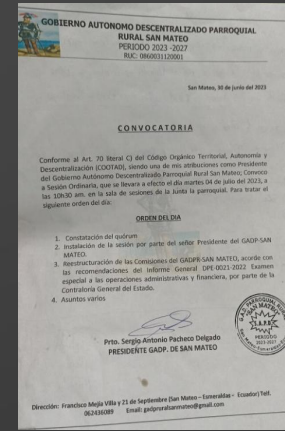 GOBIERNO AUTONOMO DESCENTRALIZADO PARROQUIAL
RURAL SAN MATEO
PERIODO 2023 -2027
RUC: 0860031120001
San Mateo, 30 de junio del 2023
CONVOCATORIA
Conforme al Art. 70 literal C) del Código Orgánico Territorial, Autonomía y
Descentralización (COOTAD), siendo una de mis atribuciones como Presidente
del Gobierno Autónomo Descentralizado Parroquial Rural San Mateo; Convoco
a Sesión Ordinaria, que se llevara a efecto el día martes 04 de julio del 2023, a
las 10h30 am. en la sala de sesiones de la Junta la parroquial. Para tratar el
siguiente orden del día:
ORDEN DEL DIA
1. Constatación del quórum
2. Instalación de la sesión por parte del señor Presidente del GADP-SAN
MATEO.
3. Reestructuración de las Comisiones del GADPR-SAN MATEO, acorde con
las recomendaciones del Informe General DPE-0021-2022 Examen
especial a las operaciones administrativas y financiera, por parte de la
Contraloría General del Estado.
4. Asuntos varios
Prto. Sergio Antonio Pacheco Delgado
PRESIDENTE GADP. DE SAN MATEO
PERIODO
2023-2027
Dirección: Francisco Mejía Villa y 21 de Septiembre (San Mateo - Esmeraldas - Ecuador) Telf.
062436089 Email: gadpruralsanmateo@gmail.com